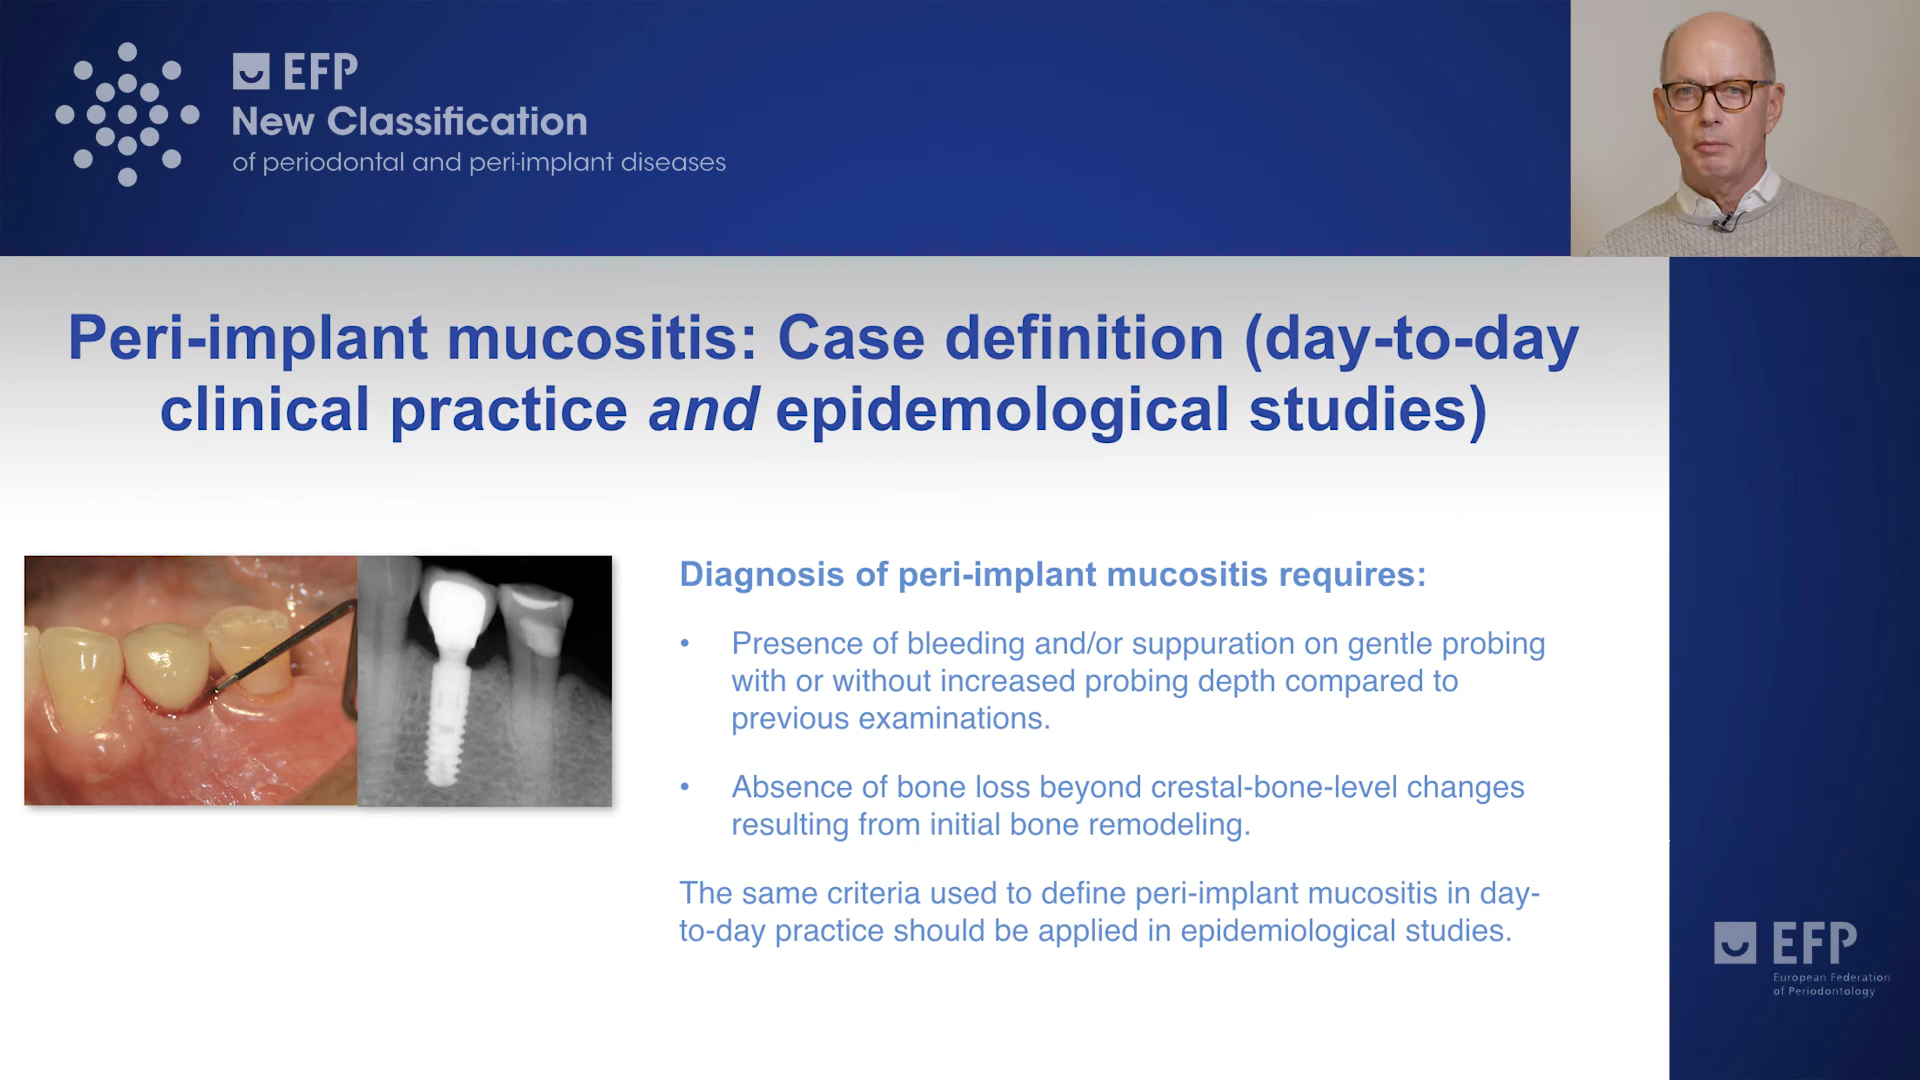 EFP
New Classification
of periodontal and peri-implant diseases
Peri-implant mucositis: Case definition (day-to-day
clinical practice and epidemological studies)
Diagnosis of peri-implant mucositis requires:
• Presence of bleeding and/or suppuration on gentle probing
with or without increased probing depth compared to
previous examinations.
• Absence of bone loss beyond crestal-bone-level changes
resulting from initial bone remodeling.
The same criteria used to define peri-implant mucositis in day-
to-day practice should be applied in epidemiological studies.
EFP
European Federation
of Periodontology